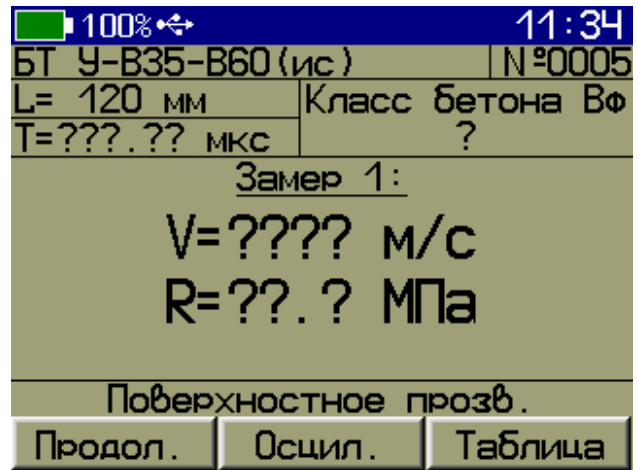 100% 11:34
БТ У-В35-В60(ис) №0005
L= 120 мм
Класс бетона Вф
T=???.?? мкс
?
Замер 1:
V=???? м/с
R=??.? МПа
Поверхностное прозв.
Продол. Осцил. Таблица